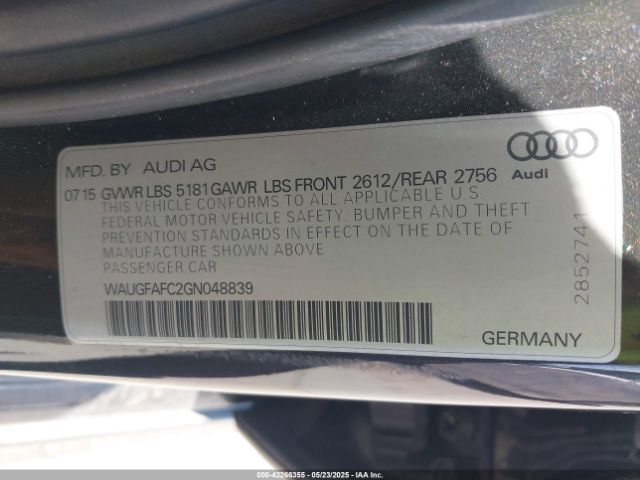 MFD. BY AUDI AG
Audi
07 15 GVWR LBS 5181 GAWR LBS FRONT 2612/REAR 2756
THIS VEHICLE CONFORMS TO ALL APPLICABLE U.S.
FEDERAL MOTOR VEHICLE SAFETY, BUMPER AND THEFT
PREVENTION STANDARDS IN EFFECT ON THE DATE OF
MANUFACTURE SHOWN ABOVE
PASSENGER CAR
WAUGFAFC2GN048839
2852741
GERMANY
000-42266355 — 05/23/2025 — IAA Inc. (c)